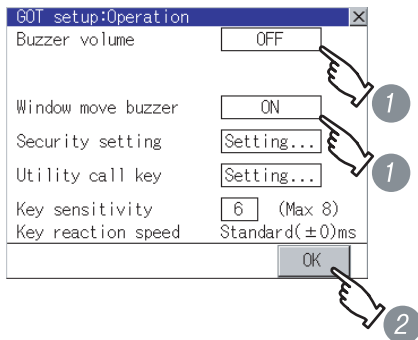 GOT setup:Operation
Buzzer volume OFF
1
Window move buzzer ON
Security setting Setting...
1
Utility call key Setting...
Key sensitivity 6 (Max 8)
Key reaction speed Standard(±0)ms
OK
2